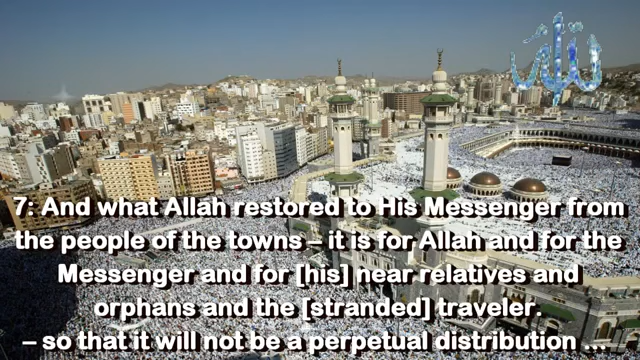 الله
7: And what Allah restored to His Messenger from
the people of the towns – it is for Allah and for the
Messenger and for [his] near relatives and
orphans and the [stranded] traveler.
– so that it will not be a perpetual distribution ...